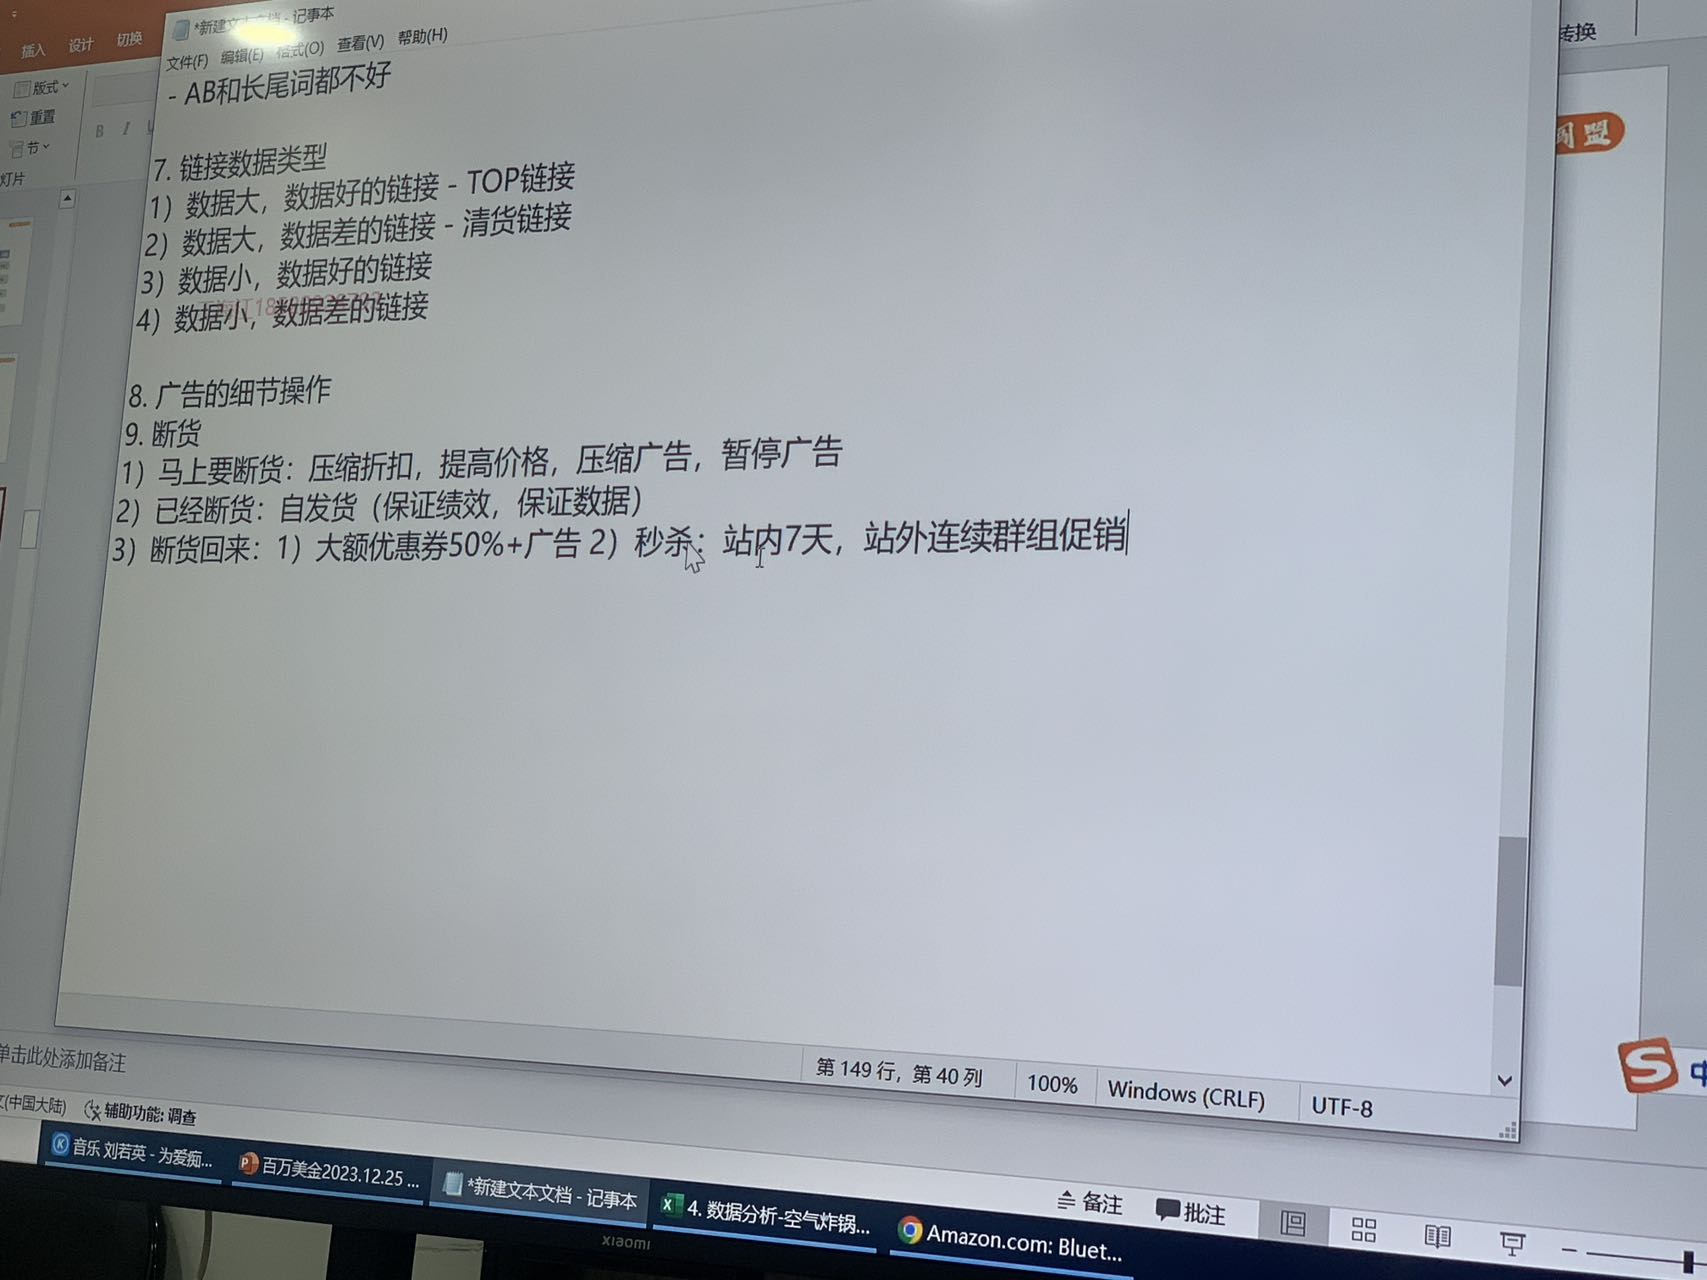 *新建文本文档 - 记事本
插入 设计 切换
文件(F) 编辑(E) 格式(O) 查看(V) 帮助(H)
转换
版式
重置
节
灯片
B I U
- AB和长尾词都不好
7. 链接数据类型
1）数据大，数据好的链接 - TOP链接
2）数据大，数据差的链接 - 清货链接
3）数据小，数据好的链接
4）数据小，数据差的链接
8. 广告的细节操作
9. 断货
1）马上要断货：压缩折扣，提高价格，压缩广告，暂停广告
2）已经断货：自发货（保证绩效，保证数据）
3）断货回来：1）大额优惠券50%+广告 2）秒杀：站内7天，站外连续群组促销
盟
单击此处添加备注
第 149 行，第 40 列 100% Windows (CRLF) UTF-8
S 中
(中国大陆) 辅助功能: 调查
备注 批注
音乐 刘若英 - 为爱痴...
百万美金2023.12.25 ...
*新建文本文档 - 记事本
4. 数据分析-空气炸锅...
Amazon.com: Bluet...
xiaomi